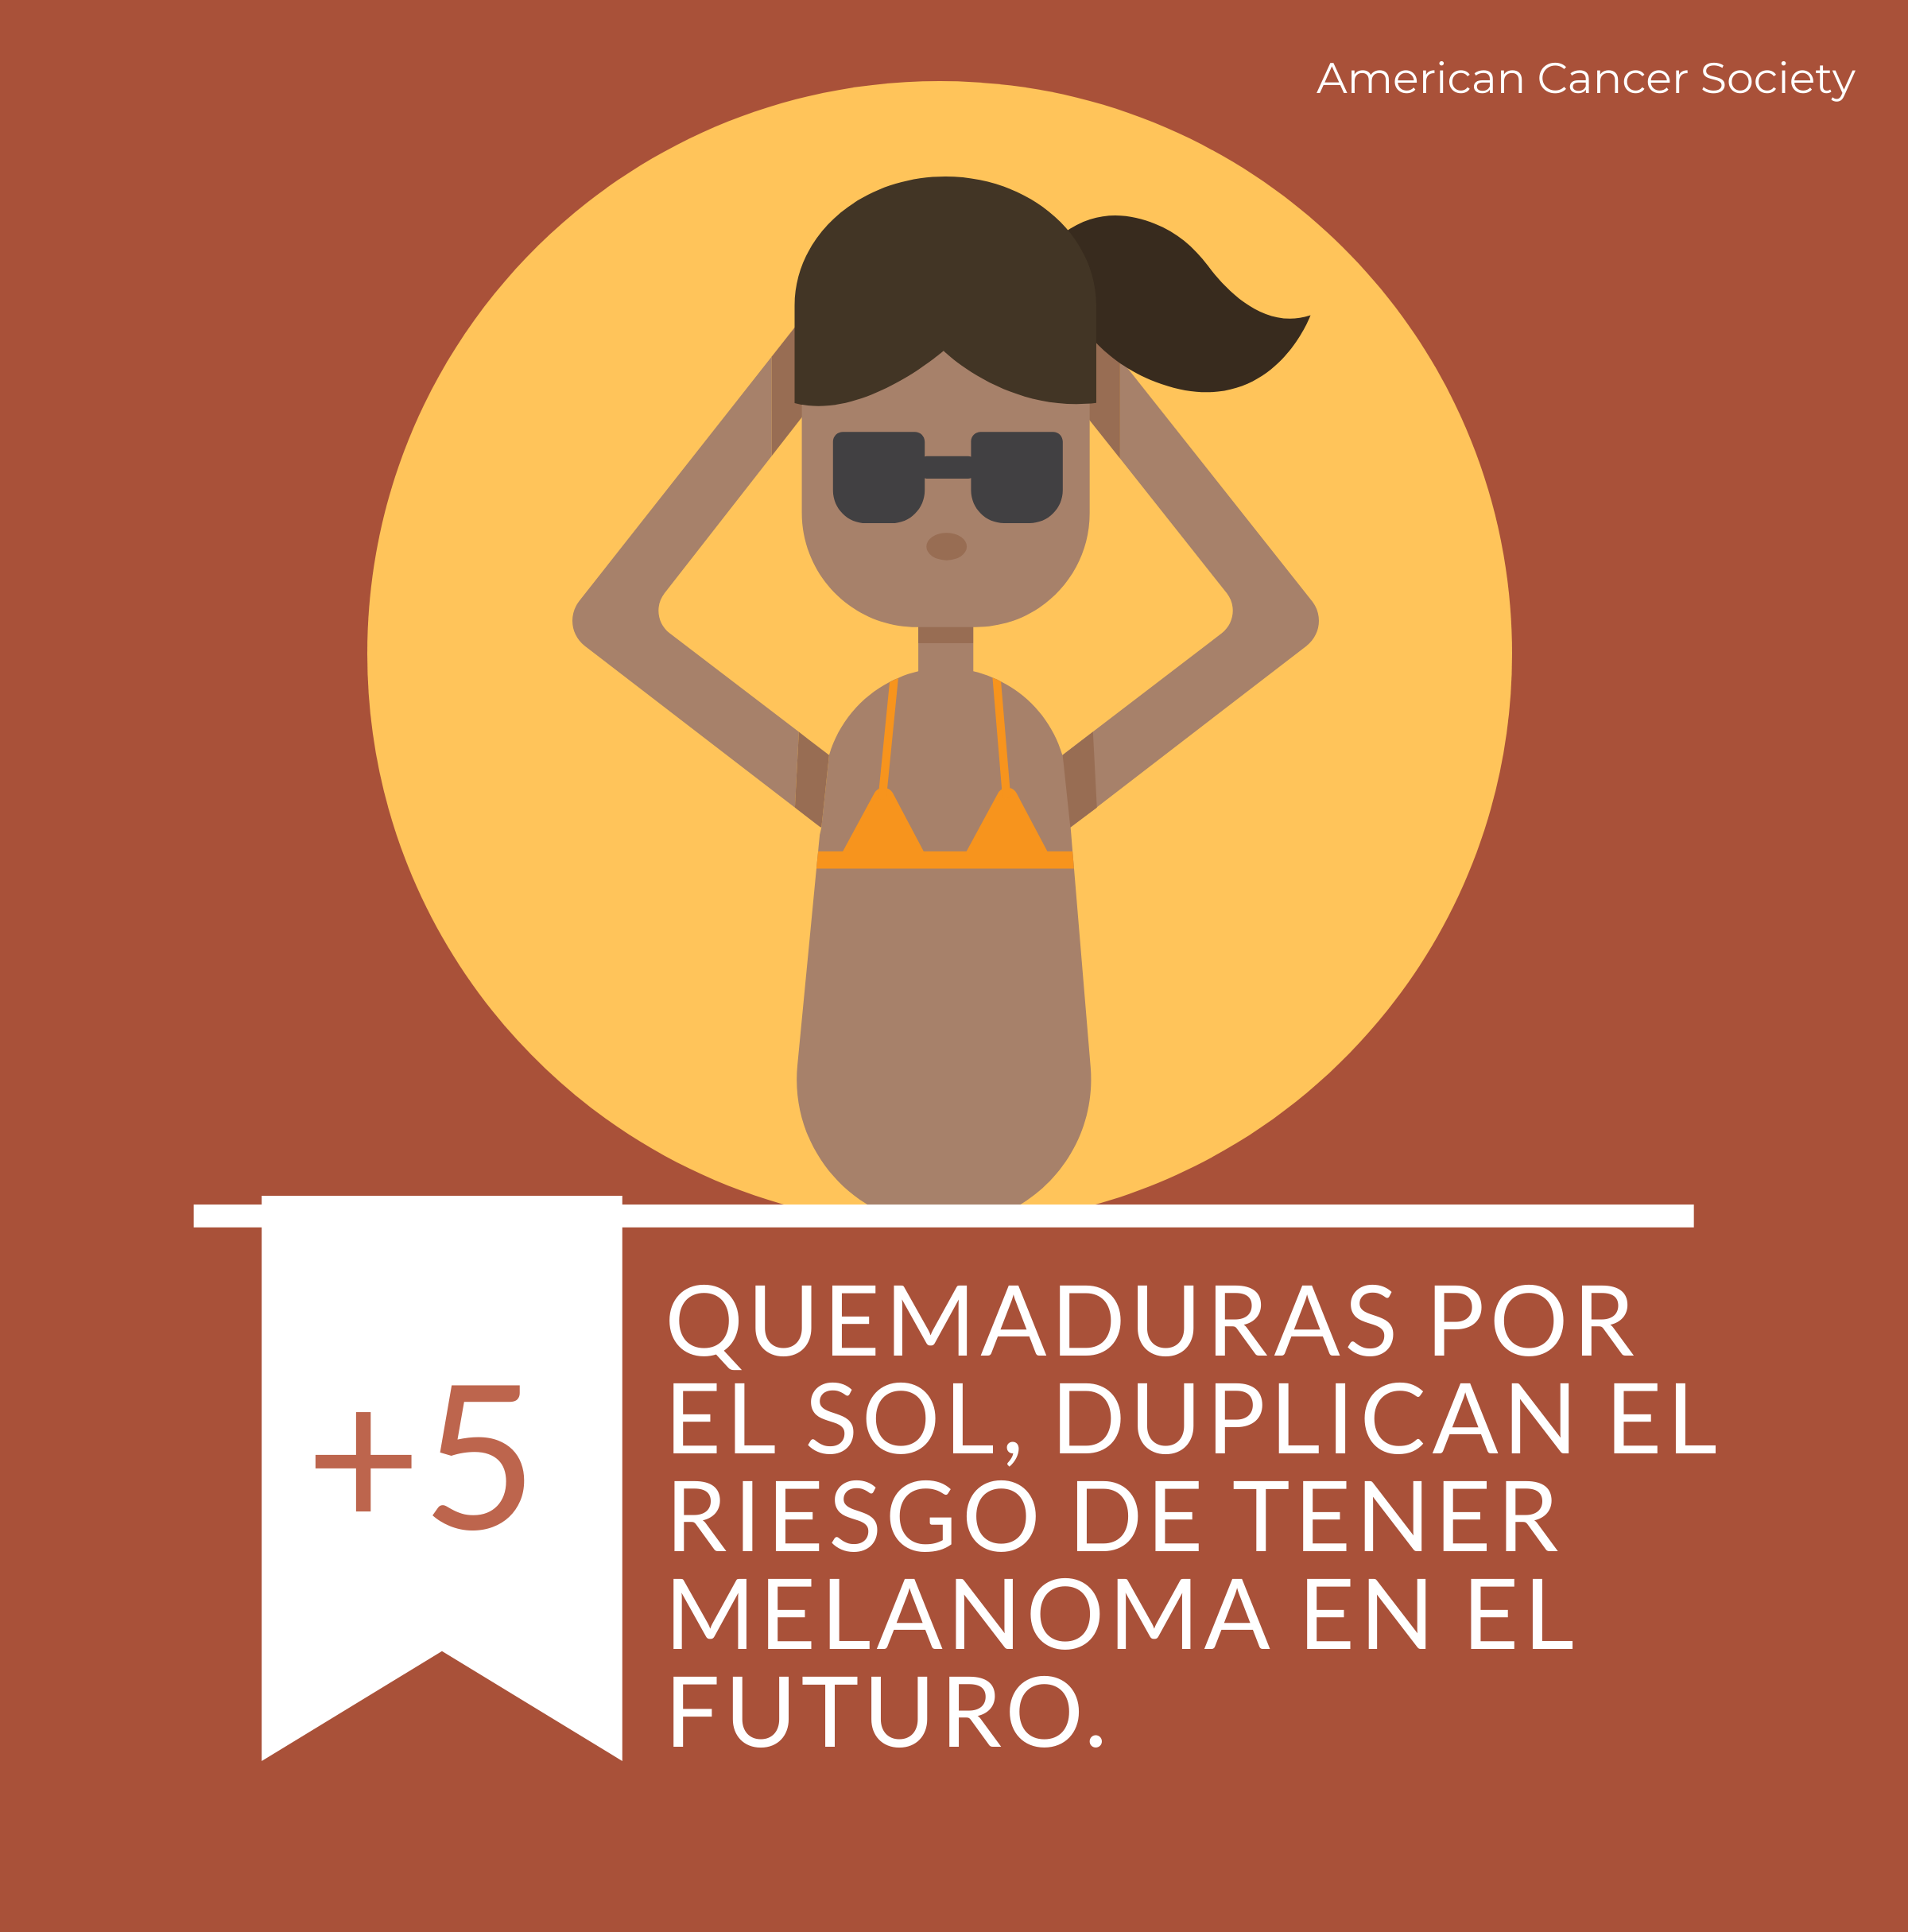 American Cancer Society
+5
QUEMADURAS POR
EL SOL, DUPLICAN EL
RIESGO DE TENER
MELANOMA EN EL
FUTURO.